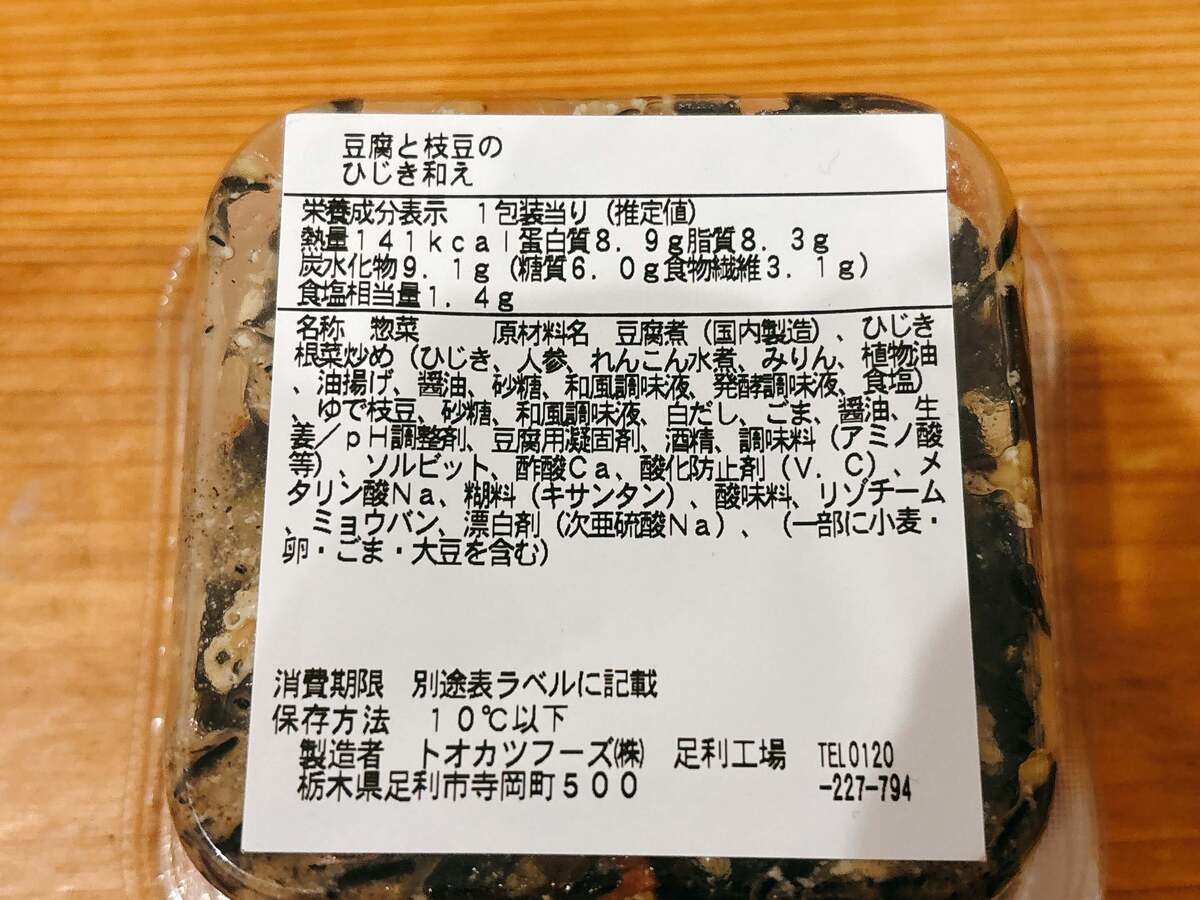 豆腐と枝豆の
ひじき和え
栄養成分表示　１包装当り（推定値）
熱量１４１ｋｃａｌ蛋白質８．９ｇ脂質８．３ｇ
炭水化物９．１ｇ（糖質６．０ｇ食物繊維３．１ｇ）
食塩相当量１．４ｇ
名称　惣菜　　原材料名　豆腐煮（国内製造）、ひじき
根菜炒め（ひじき、人参、れんこん水煮、みりん、植物油
、油揚げ、醤油、砂糖、和風調味液、発酵調味液、食塩）
、ゆで枝豆、砂糖、和風調味液、白だし、ごま、醤油、生
姜／ｐＨ調整剤、豆腐用凝固剤、酒精、調味料（アミノ酸
等）、ソルビット、酢酸Ｃａ、酸化防止剤（Ｖ．Ｃ）、メ
タリン酸Ｎａ、糊料（キサンタン）、酸味料、リゾチーム
、ミョウバン、漂白剤（次亜硫酸Ｎａ）、（一部に小麦・
卵・ごま・大豆を含む）
消費期限　別途表ラベルに記載
保存方法　１０℃以下
製造者　トオカツフーズ㈱　足利工場　TEL0120
栃木県足利市寺岡町５００　-227-794